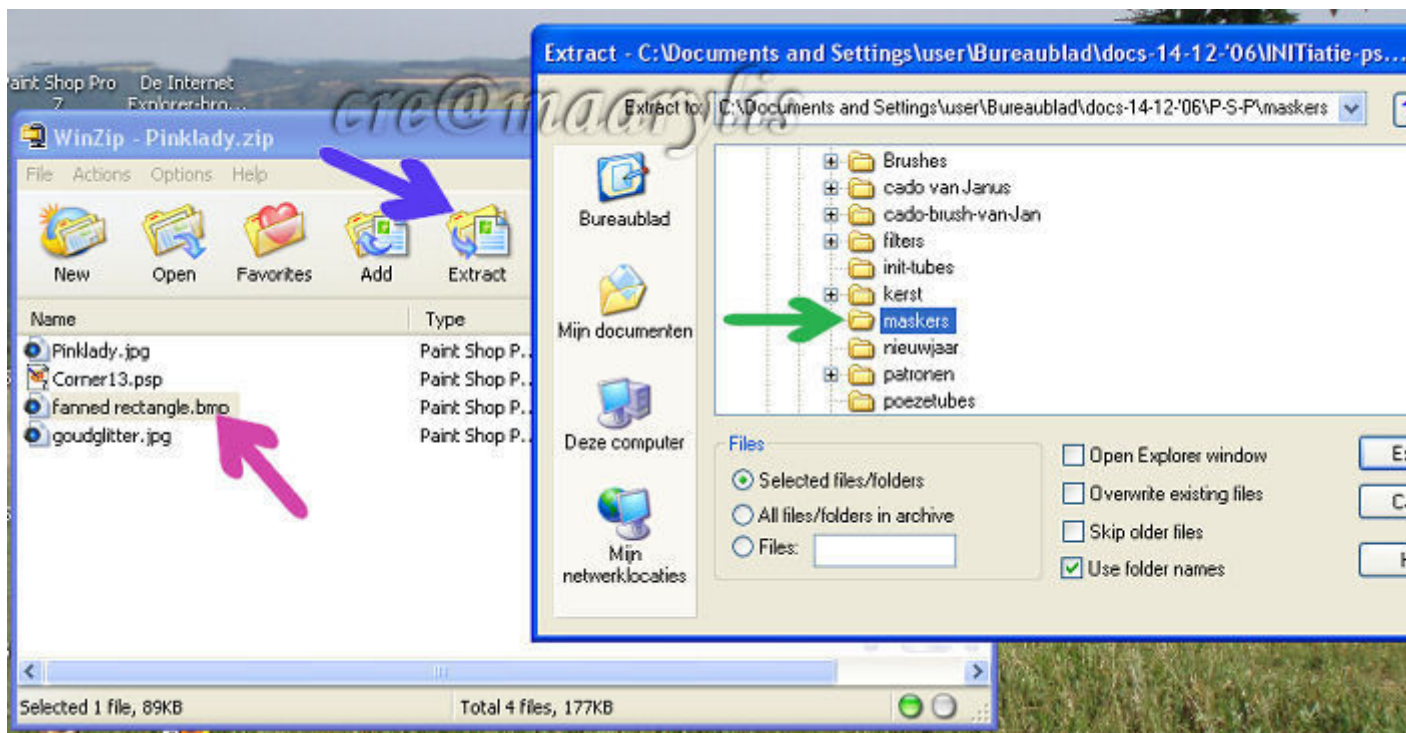 Paint Shop Pro
7
De Internet
Explorer-bro...
cre@maarylis
WinZip - Pinklady.zip
File Actions Options Help
New Open Favorites Add Extract
Name Type
Pinklady.jpg Paint Shop P..
Corner13.psp Paint Shop P..
fanned rectangle.bmp Paint Shop P..
goudglitter.jpg Paint Shop P..
Selected 1 file, 89KB Total 4 files, 177KB
Extract - C:\Documents and Settings\user\Bureaublad\docs-14-12-'06\INITiatie-ps...
Extract to: C:\Documents and Settings\user\Bureaublad\docs-14-12-'06\P-S-P\maskers
Bureaublad
Mijn documenten
Deze computer
Mijn
netwerklocaties
Brushes
cado van Janus
cado-brush-van-Jan
filters
init-tubes
kerst
maskers
nieuwjaar
patronen
poezetubes
Files
Selected files/folders
All files/folders in archive
Files:
Open Explorer window
Overwrite existing files
Skip older files
Use folder names